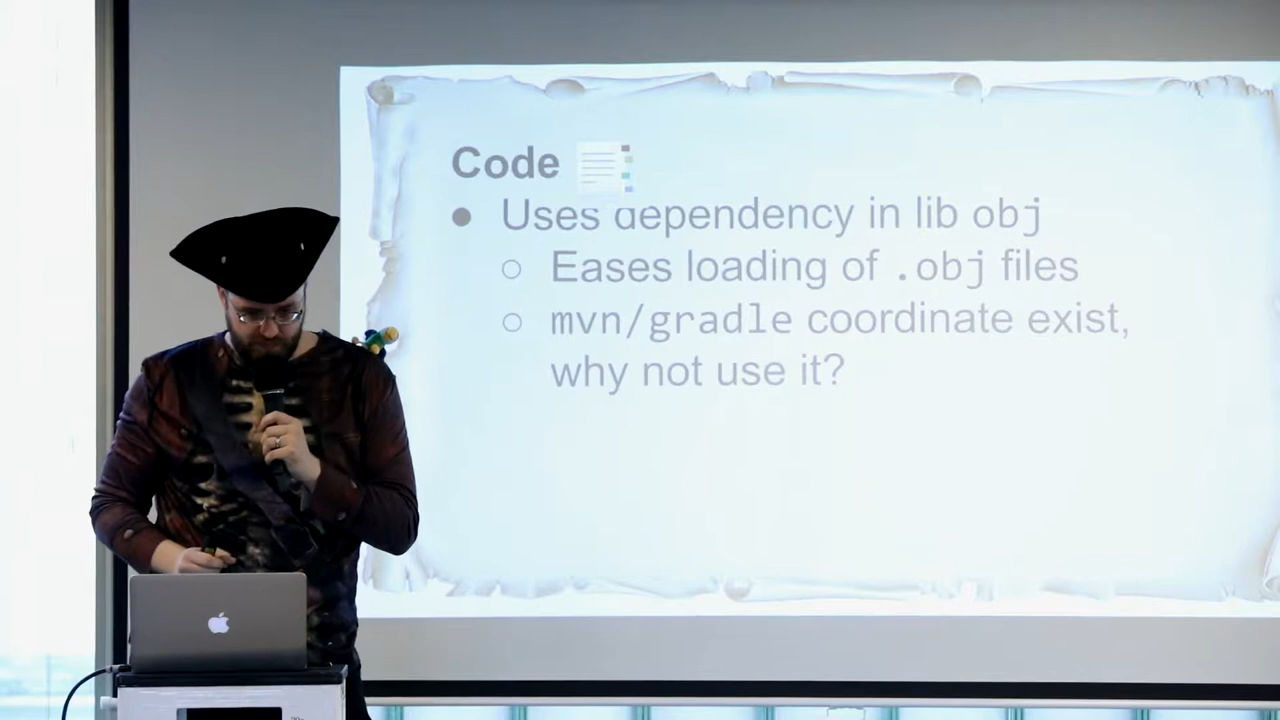 Code
Uses dependency in lib obj
Eases loading of .obj files
mvn/gradle coordinate exist,
why not use it?